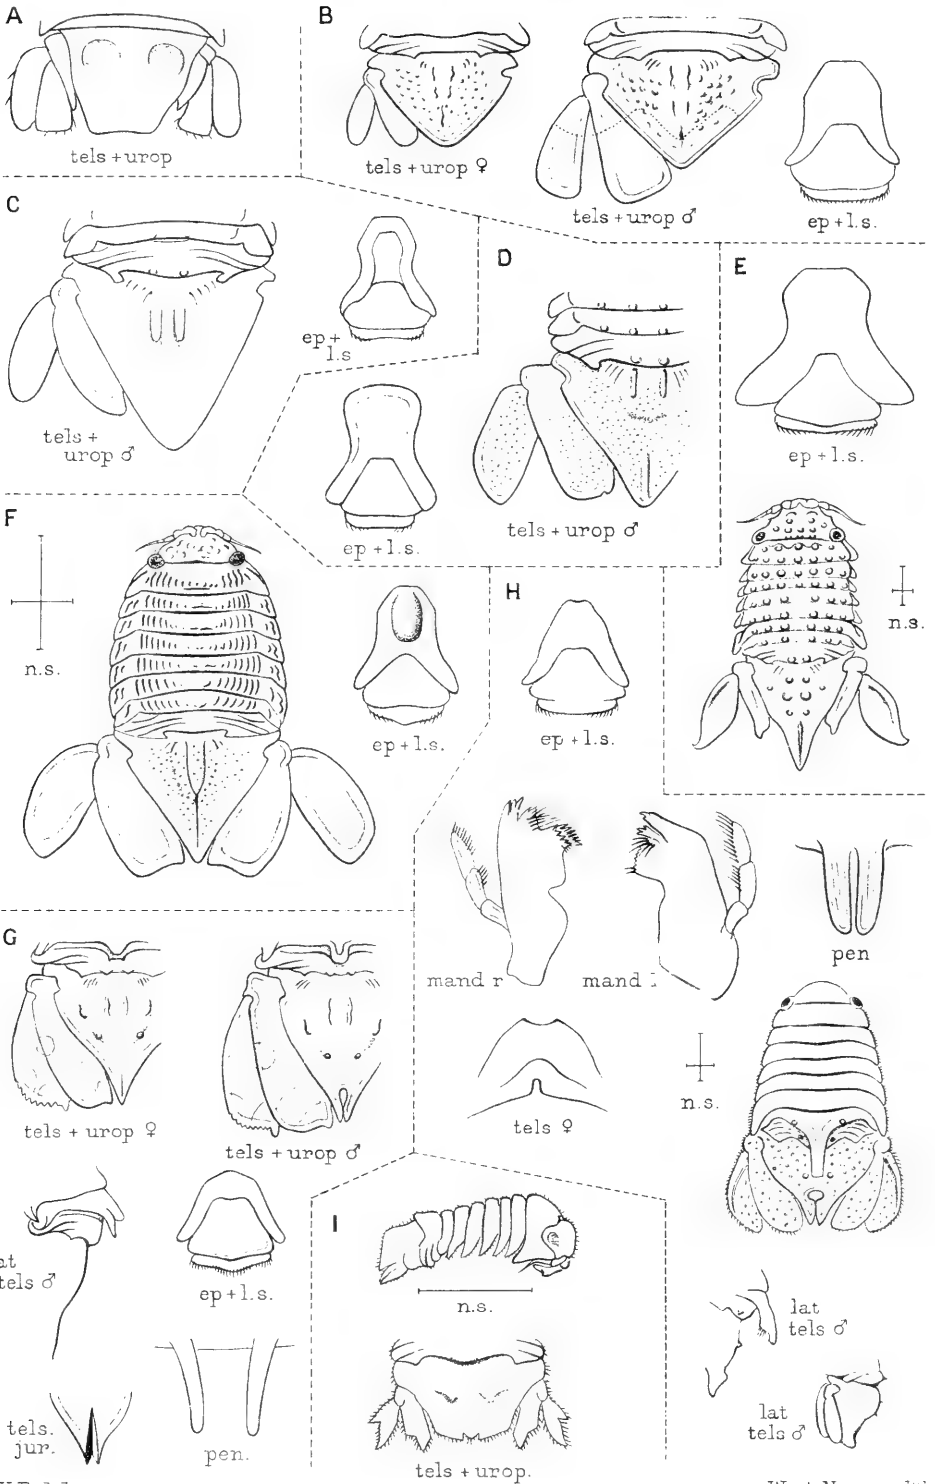 A
tels + urop
B
tels + urop ♀
tels + urop ♂
ep + l.s.
C
tels +
urop ♂
ep +
l.s
D
tels + urop ♂
ep + l.s.
E
ep + l.s.
n.s.
F
n.s.
ep + l.s.
H
ep + l.s.
mand r
mand l
pen
tels ♀
n.s.
lat
tels ♂
lat
tels ♂
G
tels + urop ♀
tels + urop ♂
lat
tels ♂
ep + l.s.
tels.
jur.
pen.
I
n.s.
tels + urop.